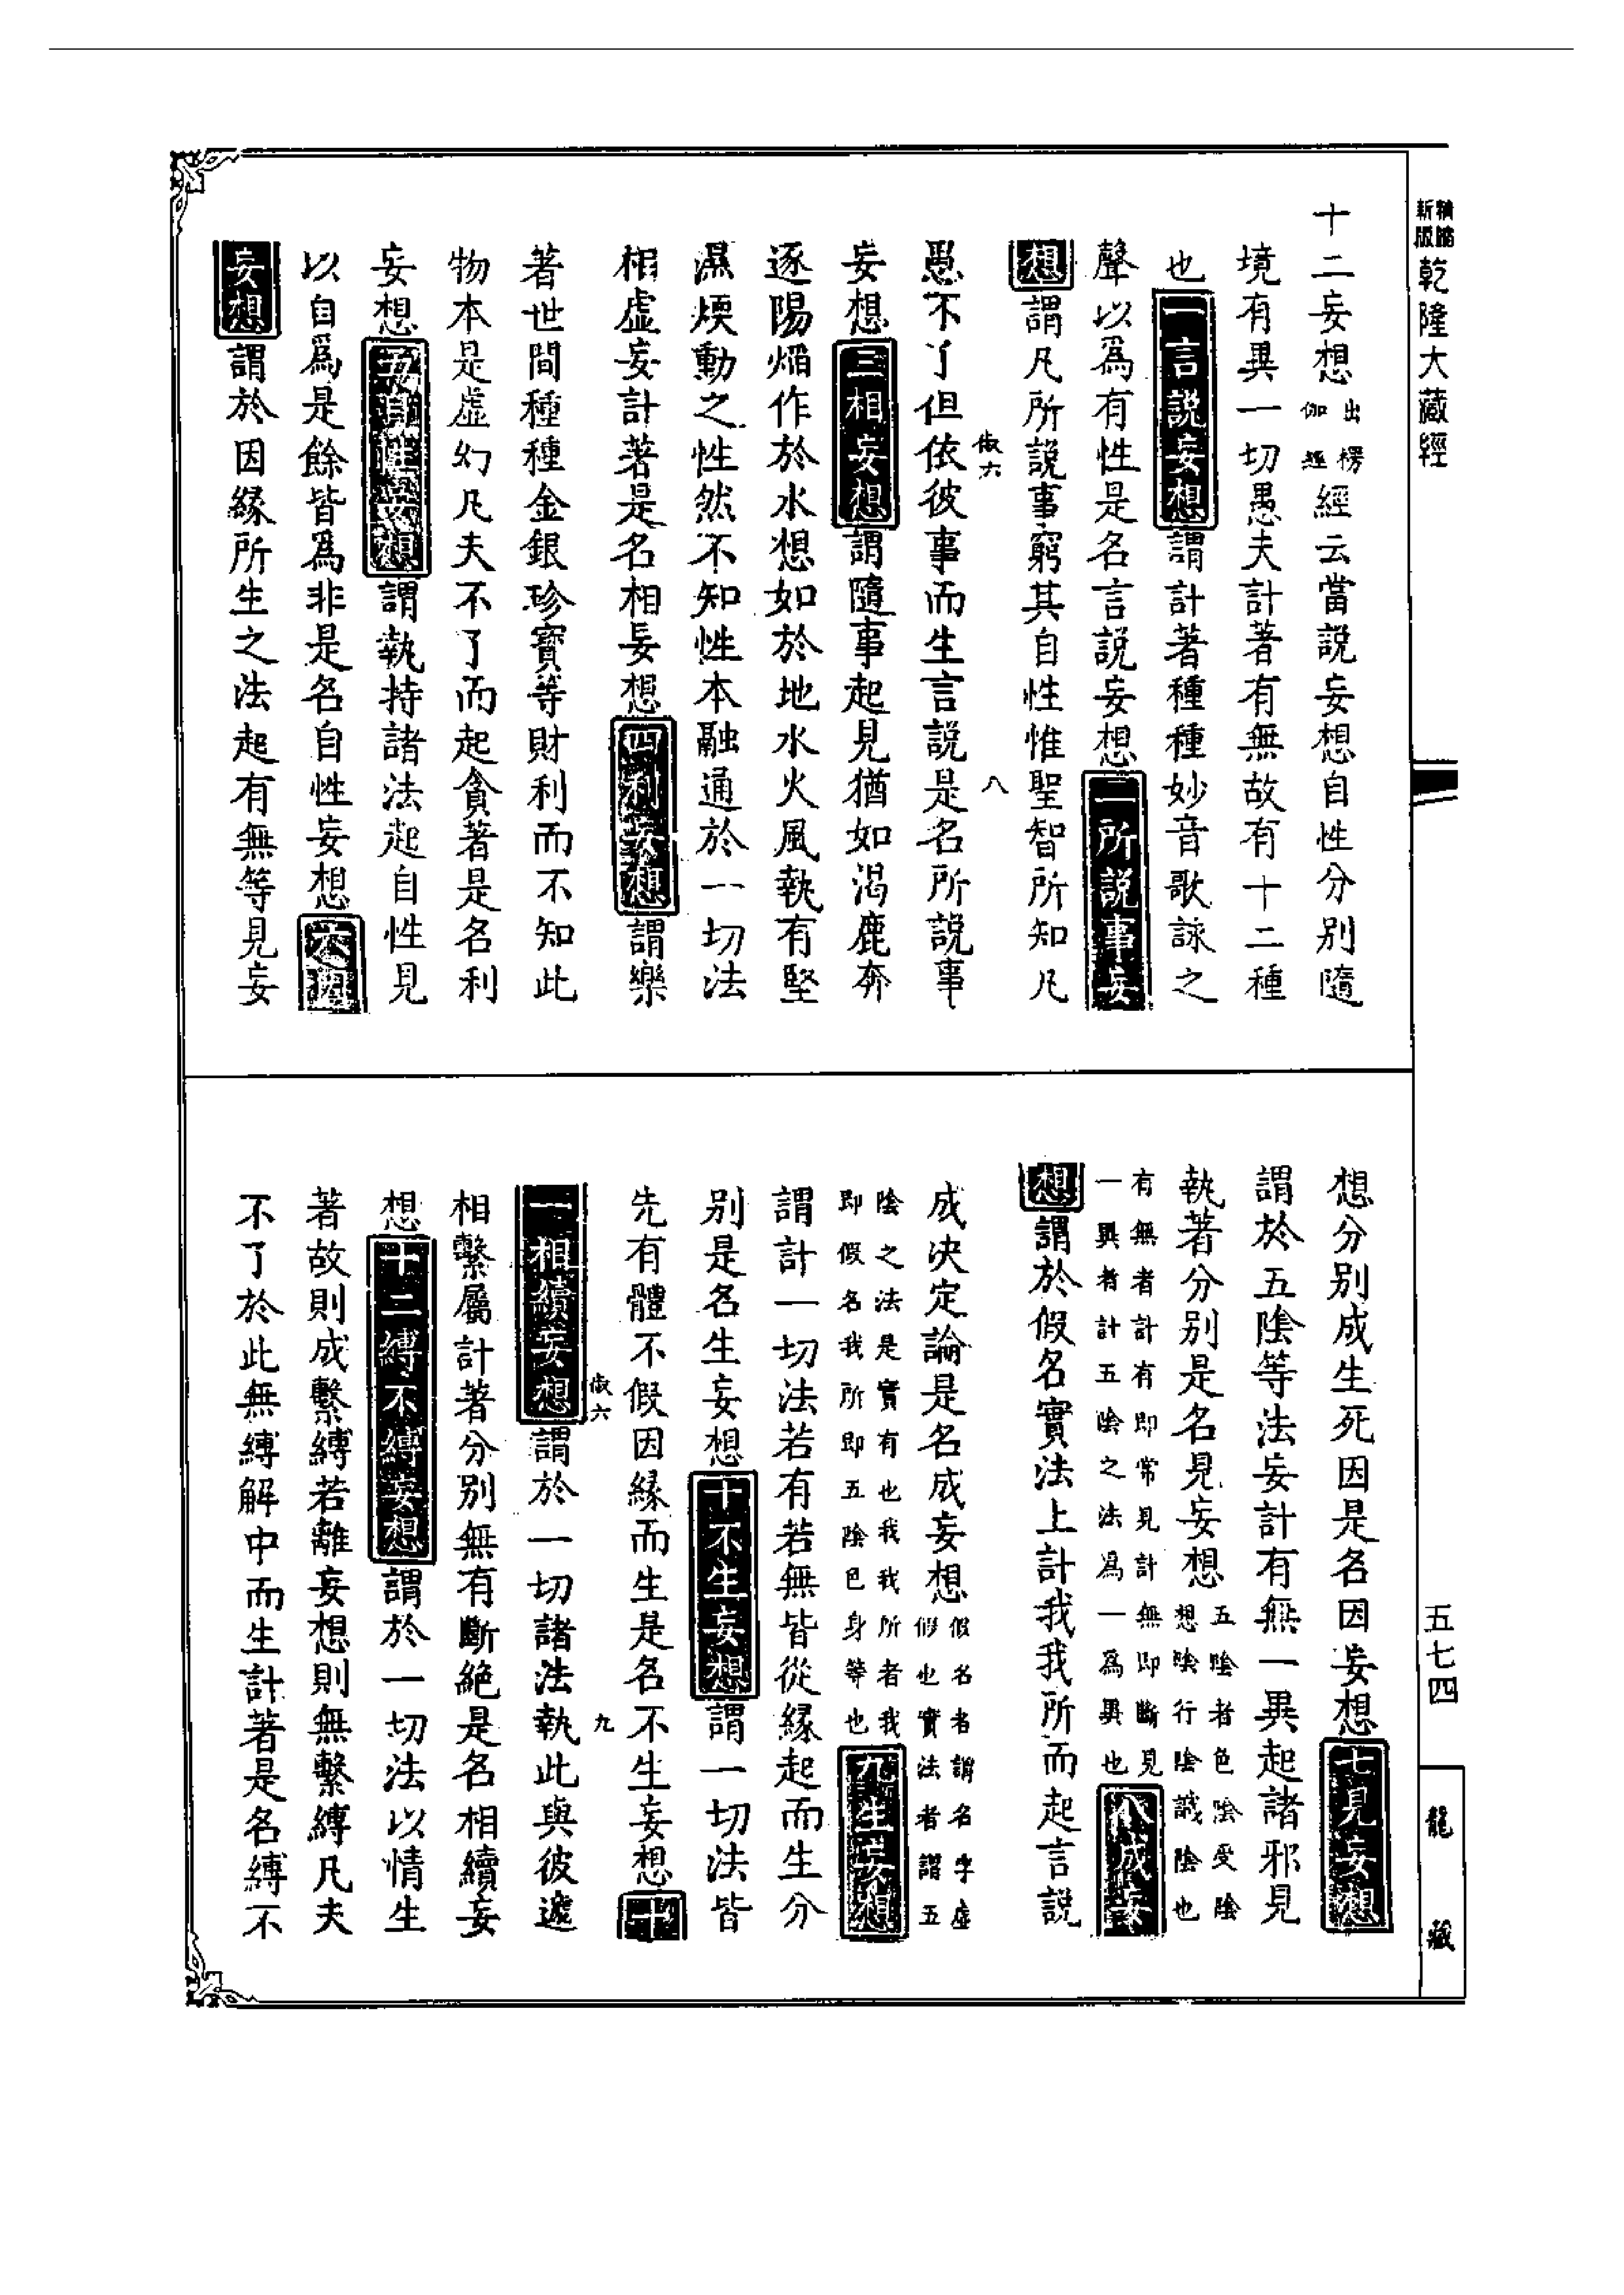 新版
精縮
乾隆大藏經
十二妄想出楞伽經經云當説妄想自性分别隨
境有異一切愚夫計著有無故有十二種
也一言説妄想謂計著種種妙音歌詠之
聲以爲有性是名言説妄想二所説事妄
想謂凡所説事窮其自性惟聖智所知凡
俶六 八
愚不了但依彼事而生言説是名所説事
妄想三相妄想謂隨事起見猶如渴鹿奔
逐陽燄作於水想如於地水火風執有堅
濕煖動之性然不知性本融通於一切法
相虛妄計著是名相妄想四利妄想謂樂
著世間種種金銀珍寶等財利而不知此
物本是虛幻凡夫不了而起貪著是名利
妄想五自性妄想謂執持諸法起自性見
以自爲是餘皆爲非是名自性妄想六因
妄想謂於因緣所生之法起有無等見妄
想分别成生死因是名因妄想七見妄想
謂於五陰等法妄計有無一異起諸邪見
執著分别是名見妄想五陰者色陰受陰想陰行陰識陰也
有無者計有即常見計無即斷見一異者計五陰之法爲一爲異也八成妄
想謂於假名實法上計我我所而起言説
成決定論是名成妄想假名者謂名字虛假也實法者謂五
陰之法是實有也我我所者我即假名我所即五陰巳身等也九生妄想
謂計一切法若有若無皆從緣起而生分
别是名生妄想十不生妄想謂一切法皆
先有體不假因緣而生是名不生妄想十
俶六 九
一相續妄想謂於一切諸法執此與彼遞
相繫屬計著分别無有斷絶是名相續妄
想十二縛不縛妄想謂於一切法以情生
著故則成繫縛若離妄想則無繫縛凡夫
不了於此無縛解中而生計著是名縛不
五七四
龍藏